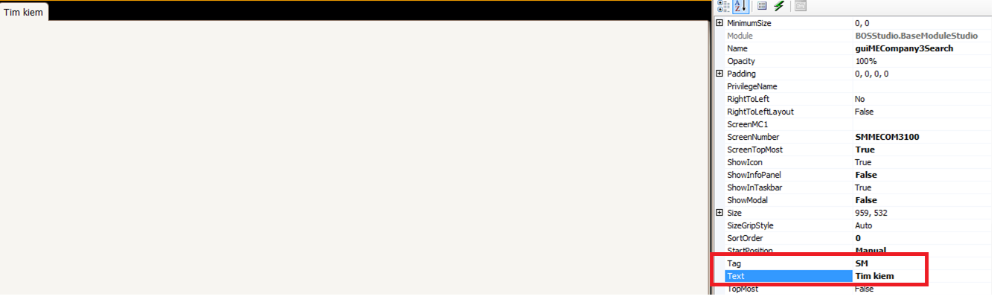 Tim kiem
MinimumSize 0, 0
Module BOSStudio.BaseModuleStudio
Name guiMECompany3Search
Opacity 100%
Padding 0, 0, 0, 0
PrivilegeName
RightToLeft No
RightToLeftLayout False
ScreenMC1
ScreenNumber SMMECOM3100
ScreenTopMost True
ShowIcon True
ShowInfoPanel False
ShowInTaskbar True
ShowModal False
Size 959, 532
SizeGripStyle Auto
SortOrder 0
StartPosition Manual
Tag SM
Text Tim kiem
TopMost False